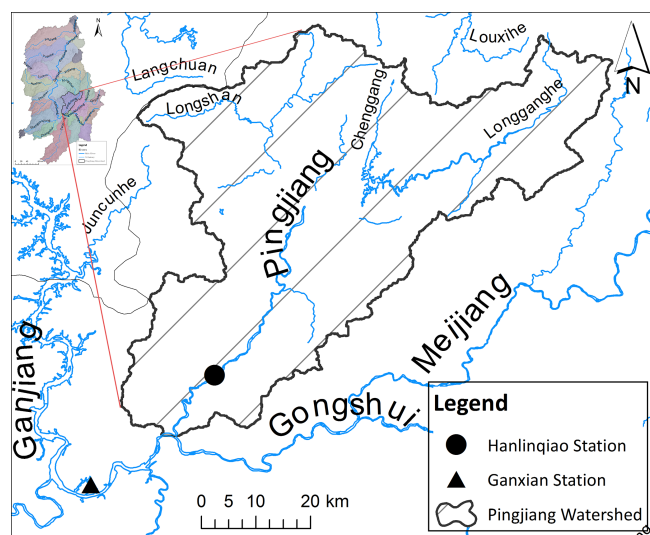 Louxihe
Langchuan
Longshan
Chenggang
Longganghe
N
Juncunhe
Pingjiang
Meijiang
Ganjiang
Gongshui
Legend
Hanlinqiao Station
Ganxian Station
Pingjiang Watershed
0 5 10 20 km